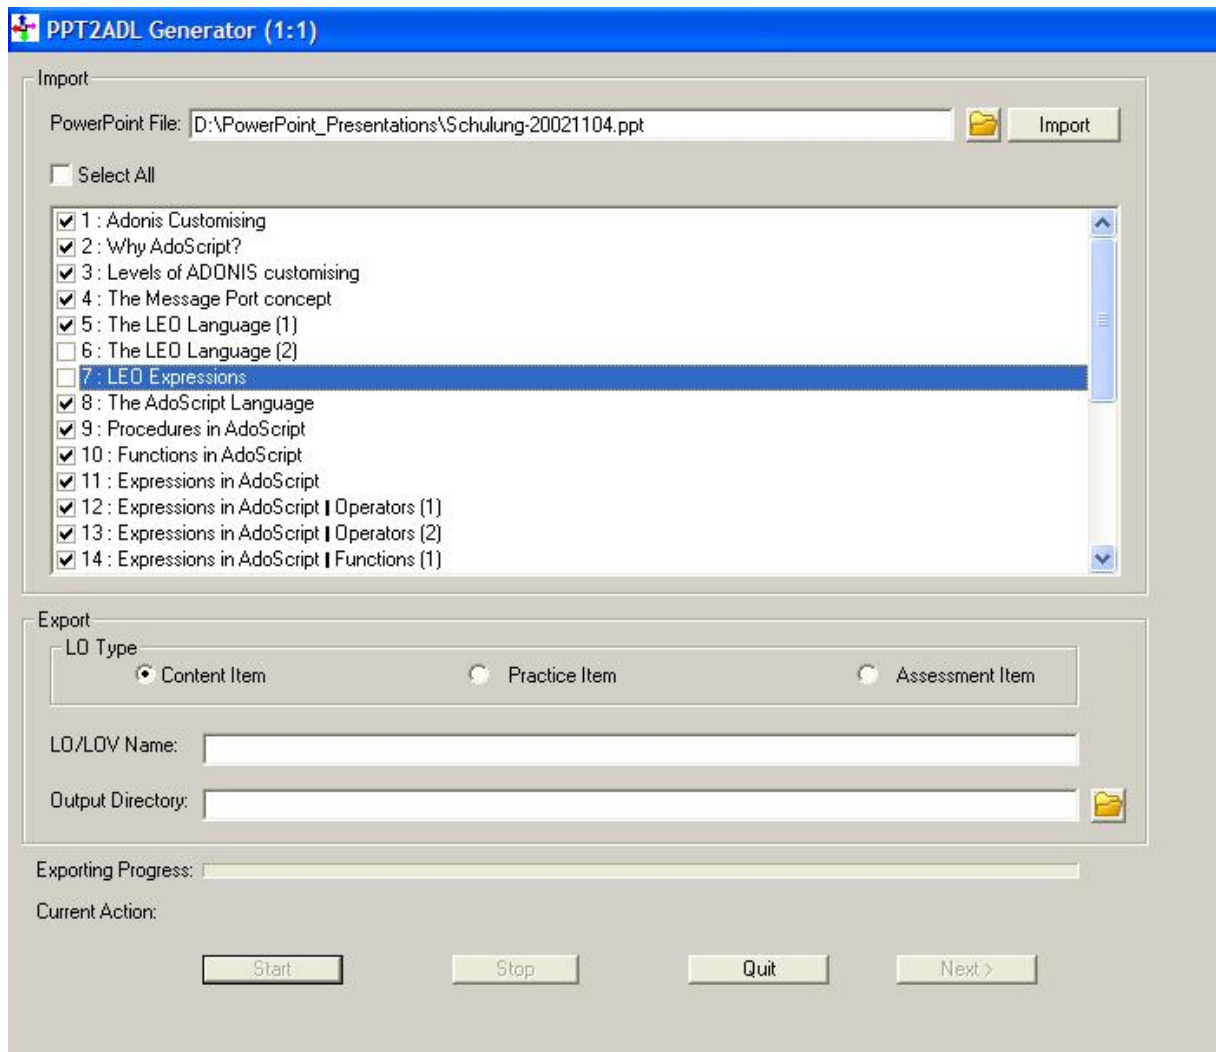 PPT2ADL Generator (1:1)
Import
PowerPoint File: D:\PowerPoint_Presentations\Schulung-20021104.ppt Import
Select All
1 : Adonis Customising
2 : Why AdoScript?
3 : Levels of ADONIS customising
4 : The Message Port concept
5 : The LEO Language (1)
6 : The LEO Language (2)
7 : LEO Expressions
8 : The AdoScript Language
9 : Procedures in AdoScript
10 : Functions in AdoScript
11 : Expressions in AdoScript
12 : Expressions in AdoScript | Operators (1)
13 : Expressions in AdoScript | Operators (2)
14 : Expressions in AdoScript | Functions (1)
Export
LO Type
Content Item Practice Item Assessment Item
LO/LOV Name:
Output Directory:
Exporting Progress:
Current Action:
Start Stop Quit Next >